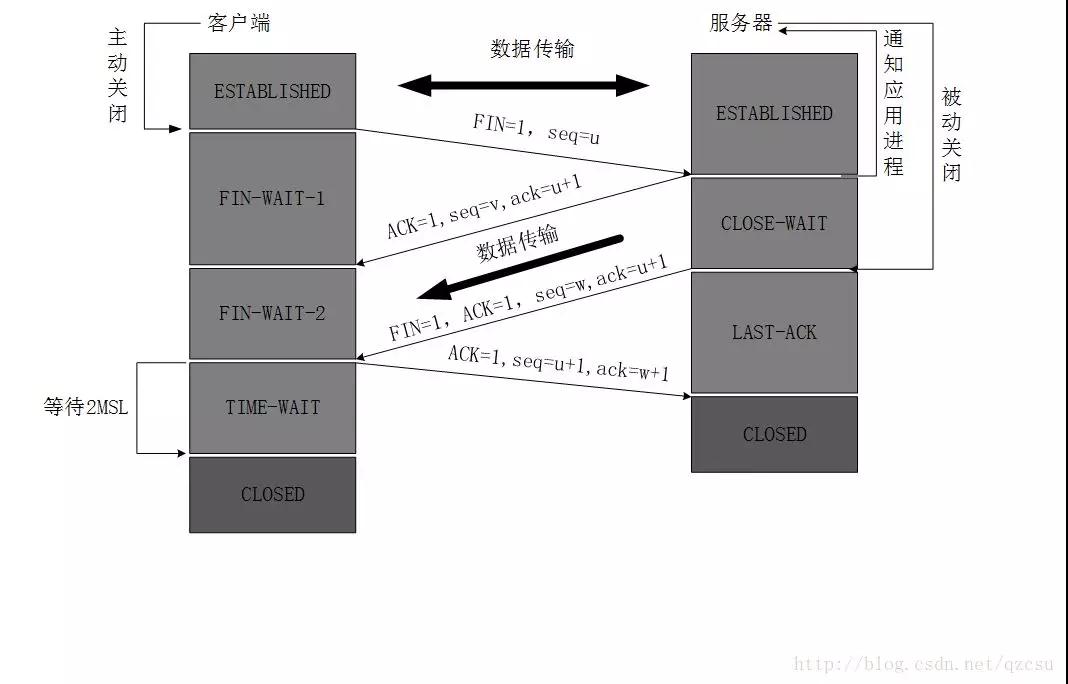 客户端
服务器
主动关闭
数据传输
通知应用进程
被动关闭
ESTABLISHED
ESTABLISHED
FIN=1, seq=u
FIN-WAIT-1
ACK=1,seq=v,ack=u+1
CLOSE-WAIT
数据传输
FIN-WAIT-2
FIN=1, ACK=1, seq=w,ack=u+1
LAST-ACK
ACK=1,seq=u+1,ack=w+1
等待2MSL
TIME-WAIT
CLOSED
CLOSED
http://blog.csdn.net/qzcsu